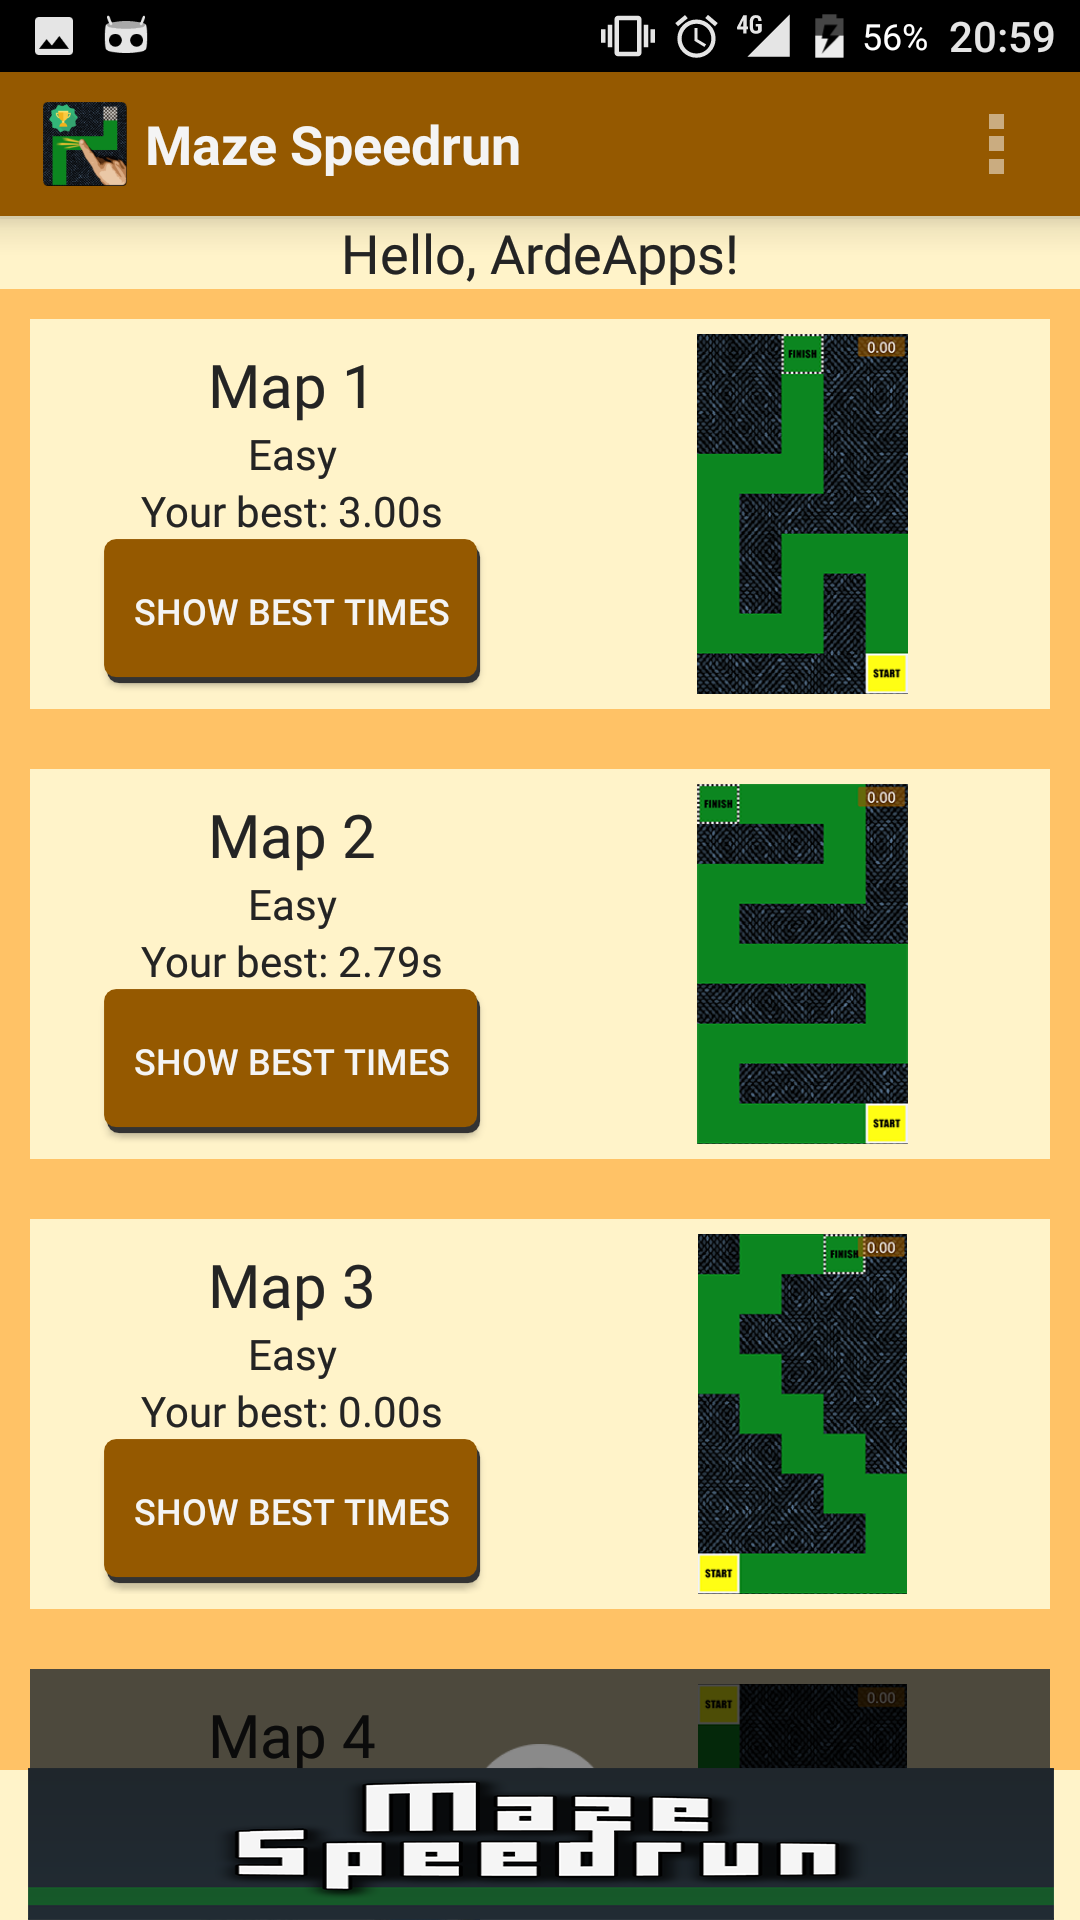 4G 56% 20:59
Maze Speedrun
Hello, ArdeApps!
Map 1
Easy
Your best: 3.00s
SHOW BEST TIMES
FINISH
0.00
START
Map 2
Easy
Your best: 2.79s
SHOW BEST TIMES
FINISH
0.00
START
Map 3
Easy
Your best: 0.00s
SHOW BEST TIMES
FINISH
0.00
START
Map 4
START
0.00
Maze
Speedrun